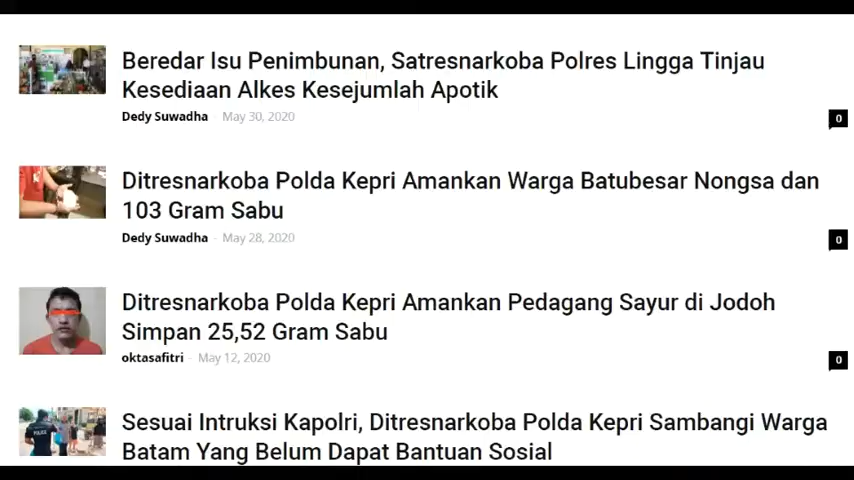 Beredar Isu Penimbunan, Satresnarkoba Polres Lingga Tinjau
Kesediaan Alkes Kesejumlah Apotik
Dedy Suwadha - May 30, 2020
0
Ditresnarkoba Polda Kepri Amankan Warga Batubesar Nongsa dan
103 Gram Sabu
Dedy Suwadha - May 28, 2020
0
Ditresnarkoba Polda Kepri Amankan Pedagang Sayur di Jodoh
Simpan 25,52 Gram Sabu
oktasafitri - May 12, 2020
0
Sesuai Intruksi Kapolri, Ditresnarkoba Polda Kepri Sambangi Warga
Batam Yang Belum Dapat Bantuan Sosial